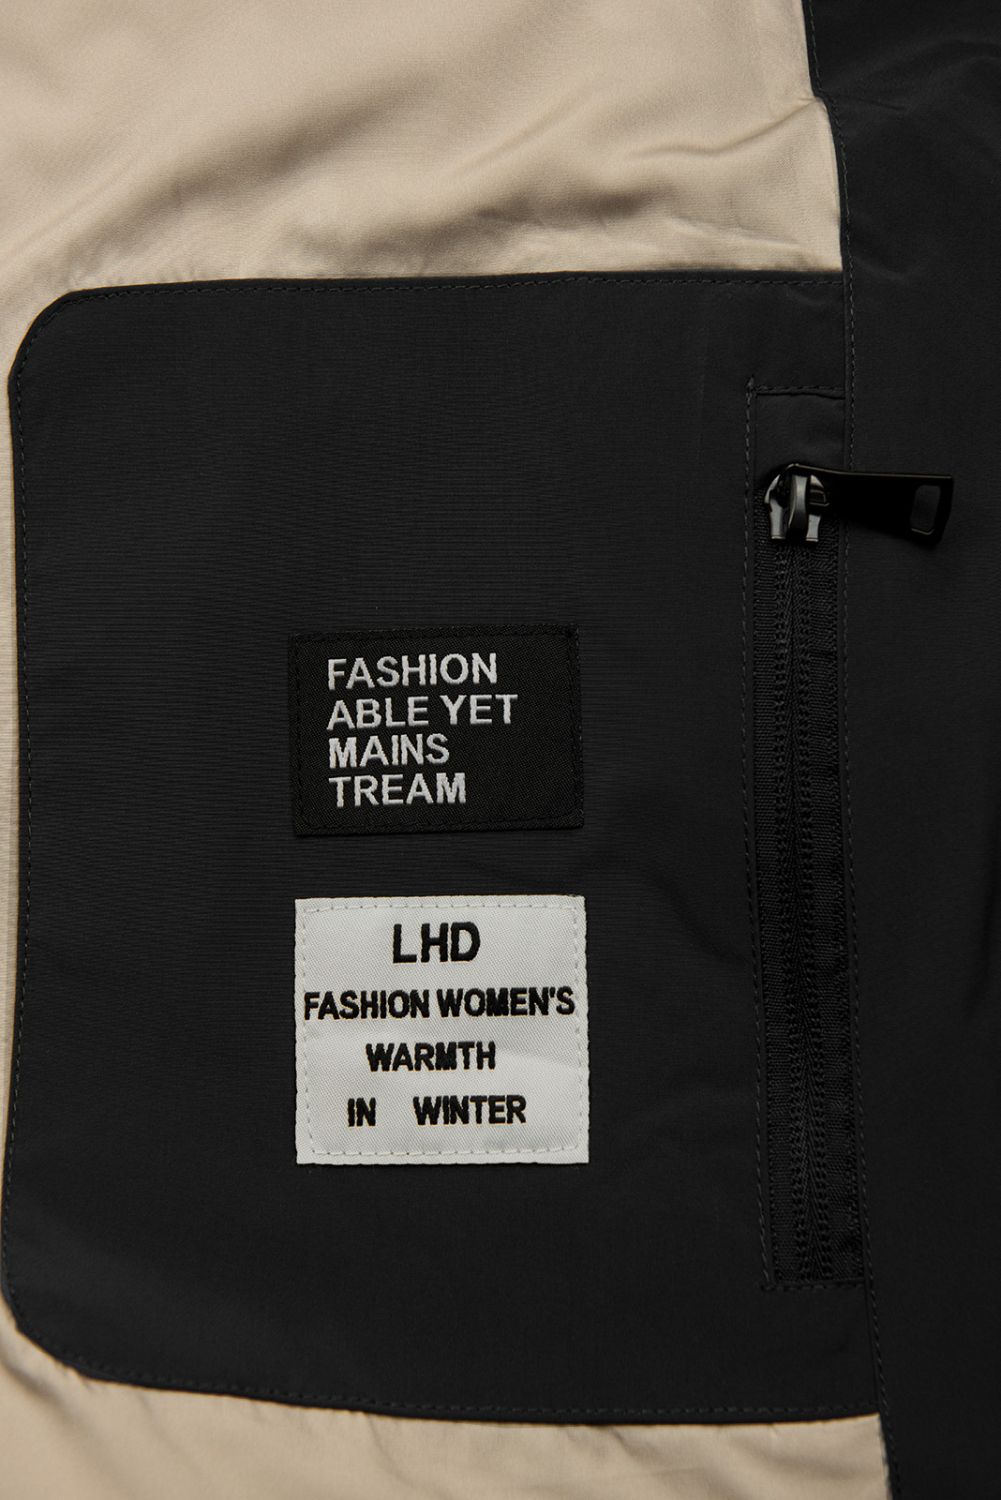 FASHION
ABLE YET
MAINS
TREAM
LHD
FASHION WOMEN'S
WARMTH
IN WINTER